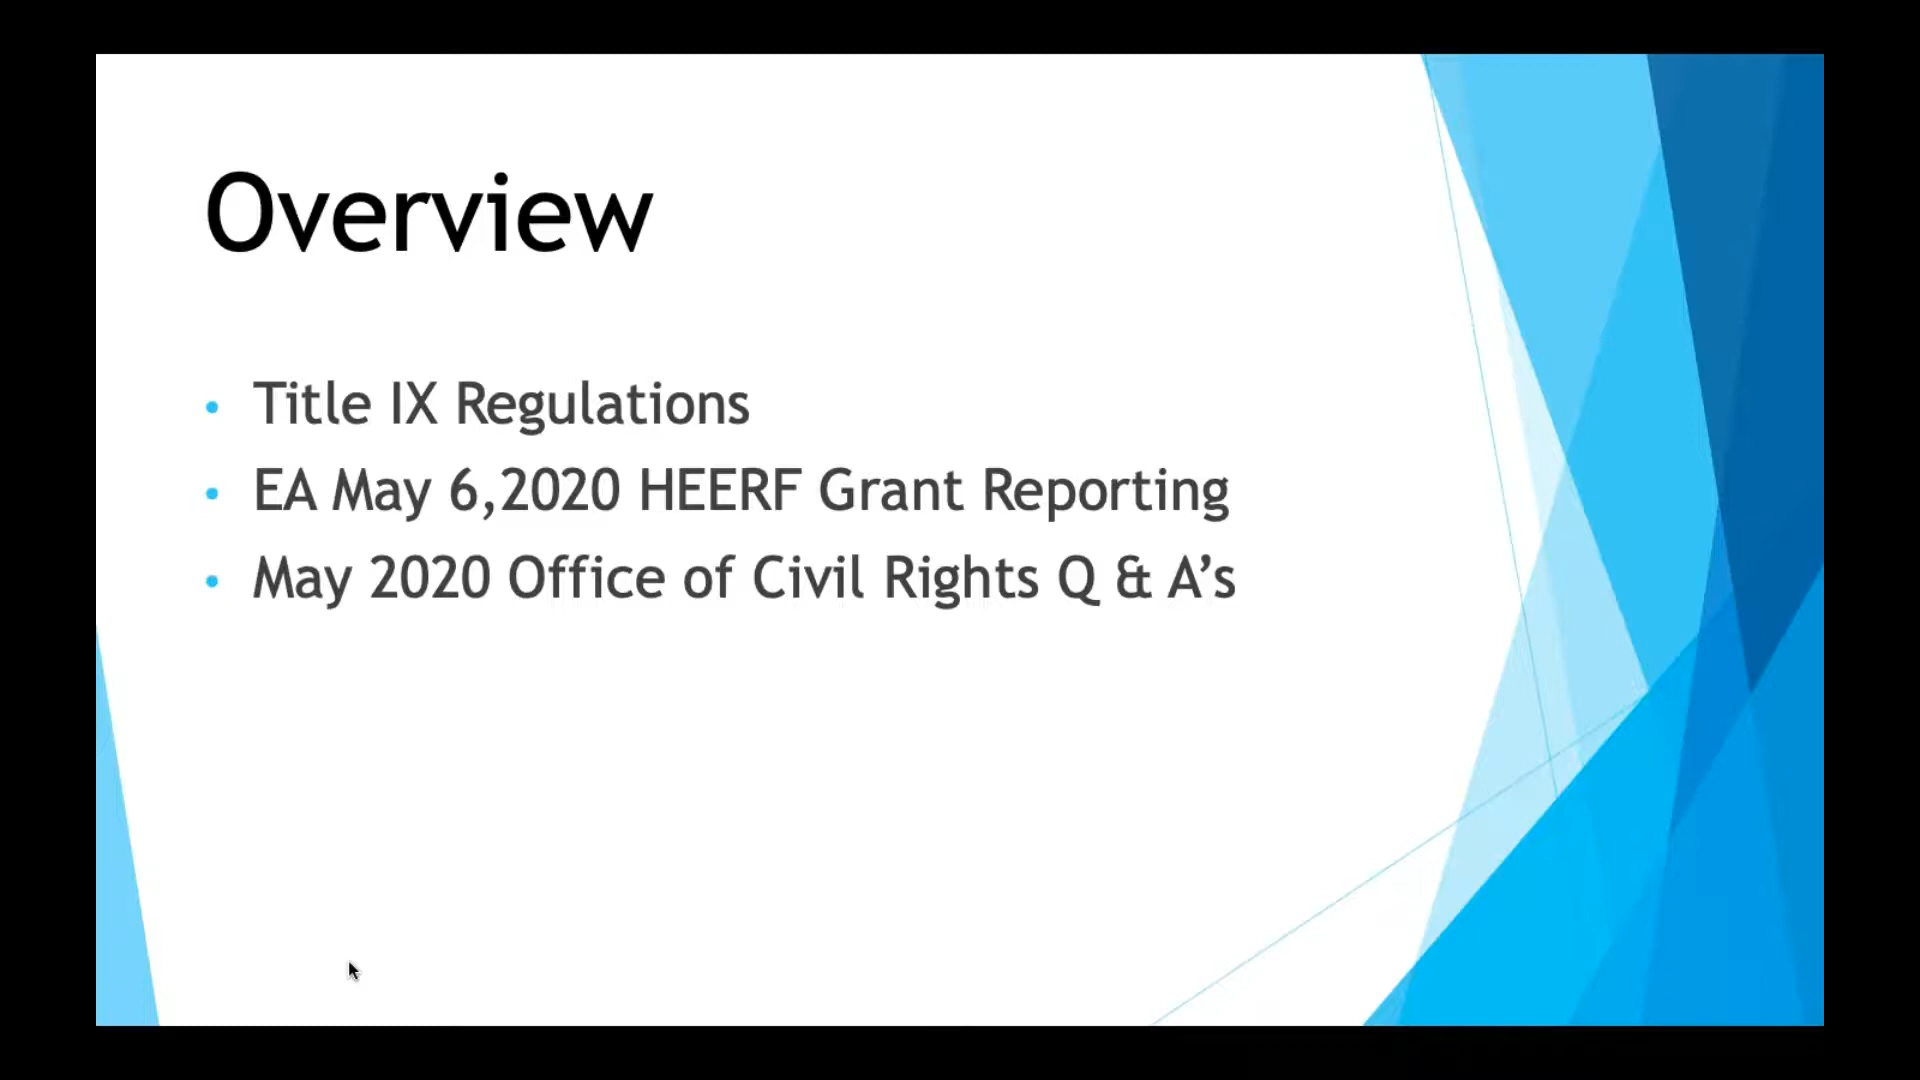 Overview
• Title IX Regulations
• EA May 6,2020 HEERF Grant Reporting
• May 2020 Office of Civil Rights Q & A’s